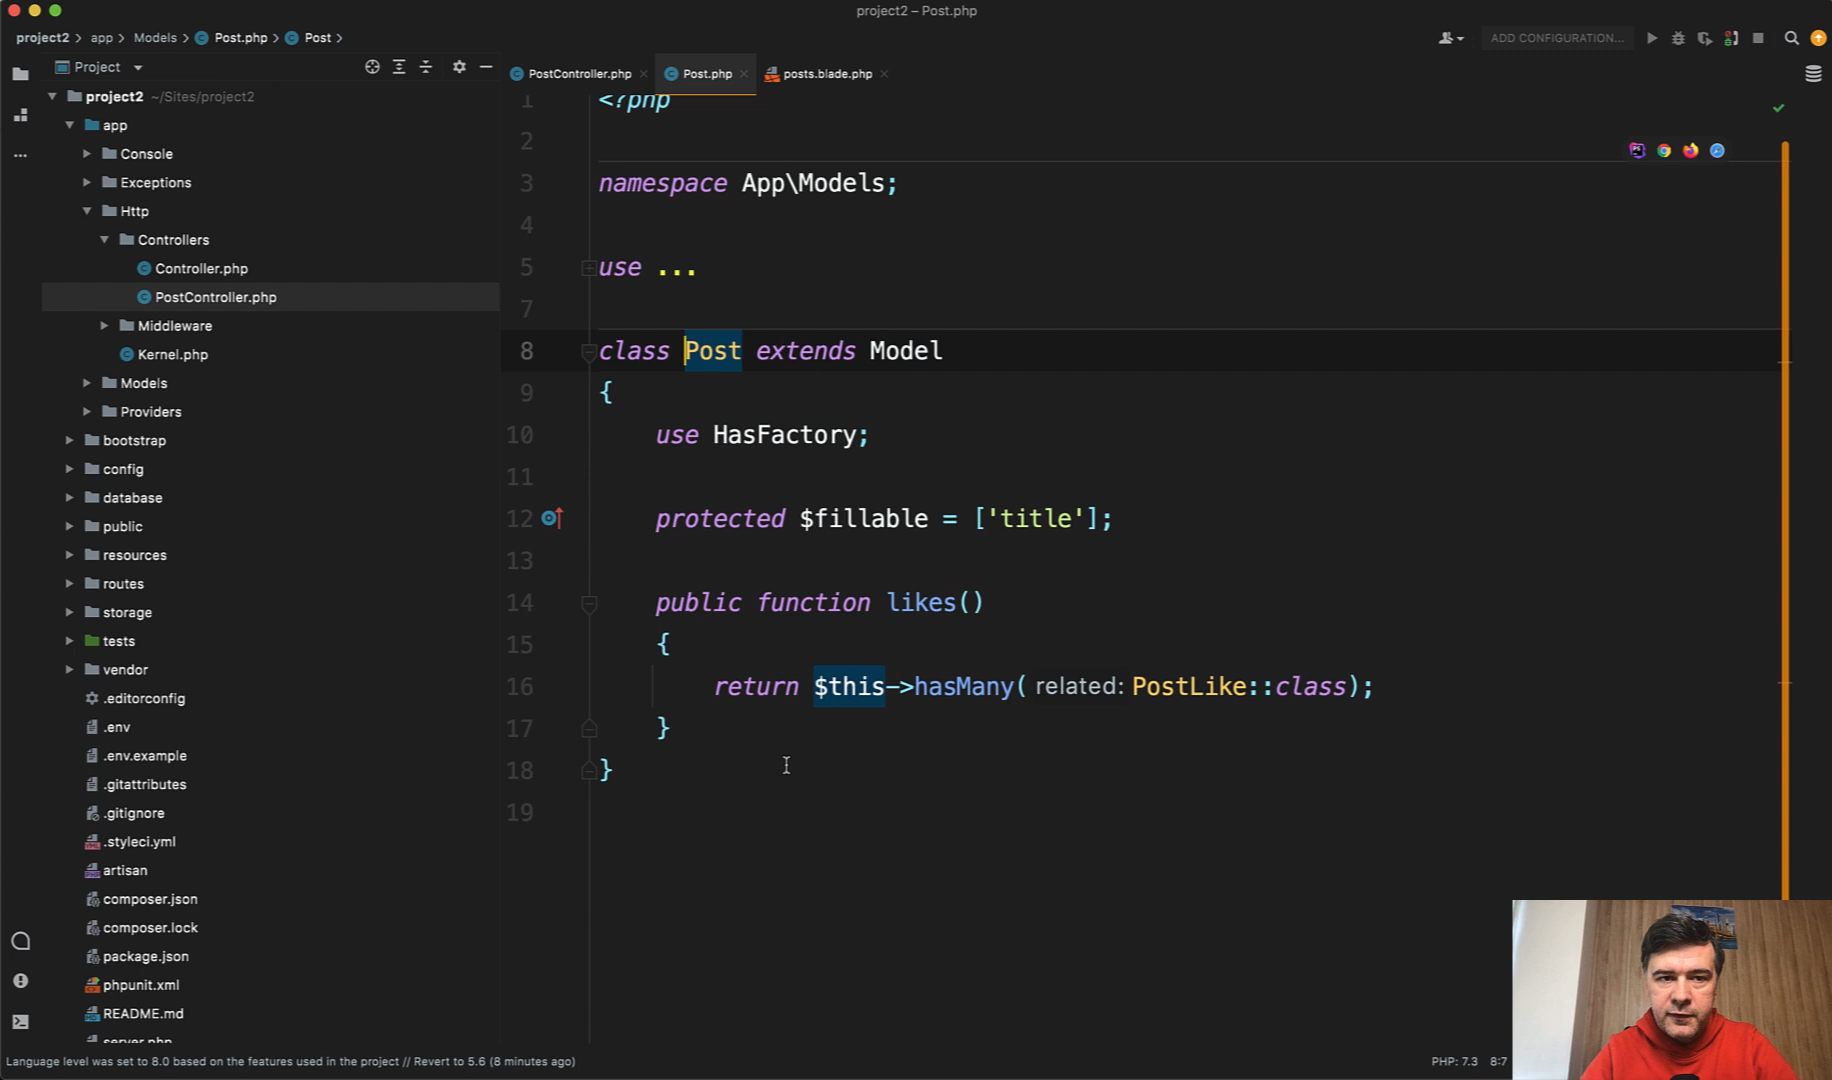 project2 – Post.php
project2 > app > Models > Post.php > Post >
ADD CONFIGURATION...
Project
PostController.php
Post.php
posts.blade.php
project2 ~/Sites/project2
app
Console
Exceptions
Http
Controllers
Controller.php
PostController.php
Middleware
Kernel.php
Models
Providers
bootstrap
config
database
public
resources
routes
storage
tests
vendor
.editorconfig
.env
.env.example
.gitattributes
.gitignore
.styleci.yml
artisan
composer.json
composer.lock
package.json
phpunit.xml
README.md
server.php
1 <?php
2
3 namespace App\Models;
4
5 use ...
7
8 class Post extends Model
9 {
10 use HasFactory;
11
12 protected $fillable = ['title'];
13
14 public function likes()
15 {
16 return $this->hasMany( related: PostLike::class);
17 }
18 }
19
Language level was set to 8.0 based on the features used in the project // Revert to 5.6 (8 minutes ago)
PHP: 7.3 8:7